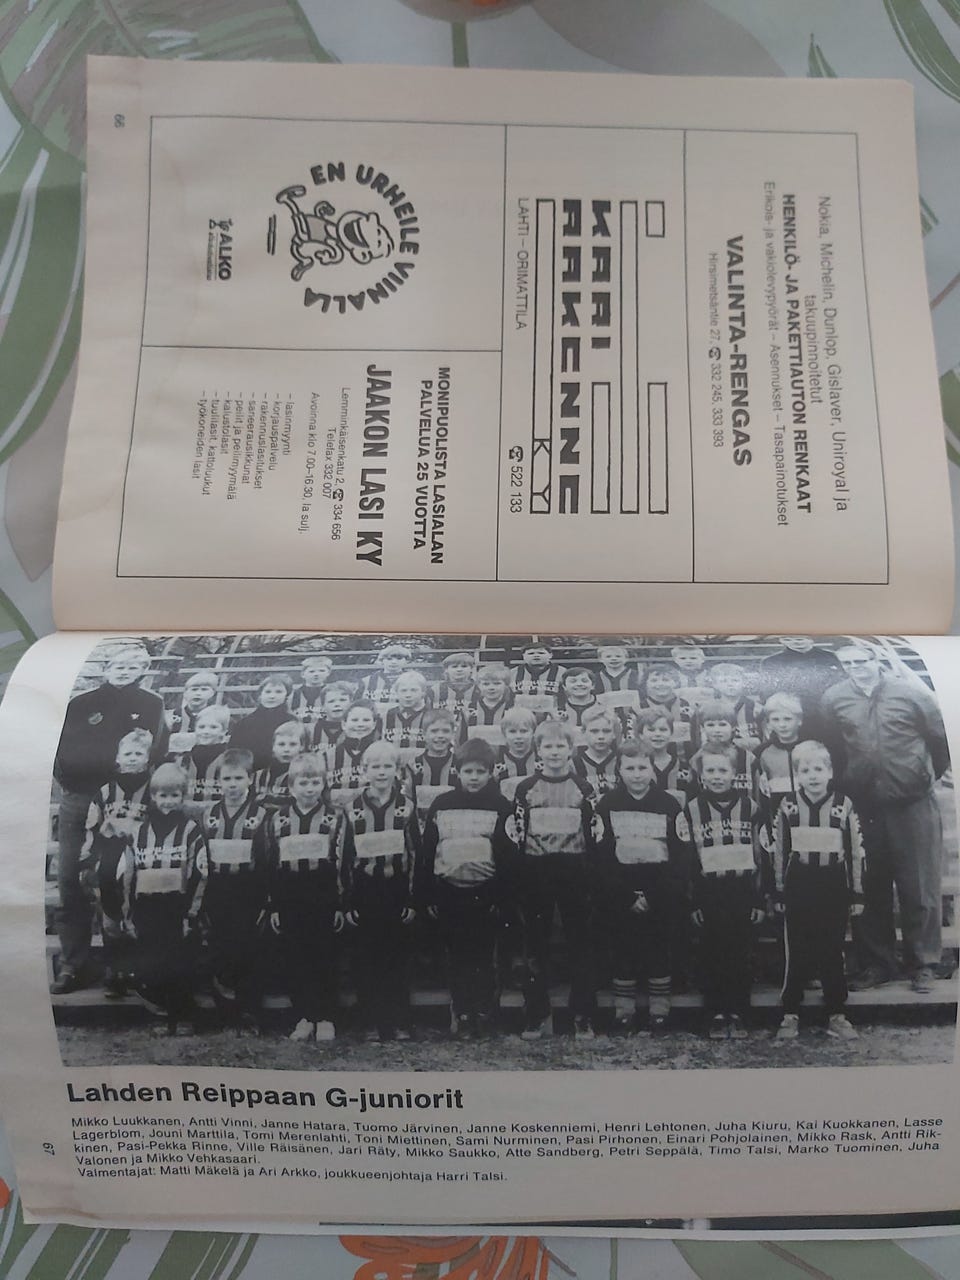 66
Nokia, Michelin, Dunlop, Gislaver, Uniroyal ja
takuupinnoitetut
HENKILÖ- JA PAKETTIAUTON RENKAAT
Erikois- ja vakiolevypyörät – Asennukset – Tasapainotukset
VALINTA-RENGAS
Hirsimetsäntie 27, ☎ 332 245, 333 393
KARI
RAKENNE
KY
LAHTI – ORIMATTILA
☎ 522 133
EN URHEILE VIINALLA
ALKO
MONIPUOLISTA LASIALAN
PALVELUA 25 VUOTTA
JAAKON LASI KY
Lemminkäisenkatu 2, ☎ 334 656
Telefax 332 007
Avoinna klo 7.00–16.30, la sulj.
– lasinmyynti
– korjauspalvelu
– rakennuslasitukset
– saneerausikkunat
– peilit ja peilimyymälä
– kalustolasit
– tuulilasit, kattoluukut
– työkoneiden lasit
Lahden Reippaan G-juniorit
Mikko Luukkanen, Antti Vinni, Janne Hatara, Tuomo Järvinen, Janne Koskenniemi, Henri Lehtonen, Juha Kiuru, Kai Kuokkanen, Lasse
Lagerblom, Jouni Marttila, Tomi Merenlahti, Toni Miettinen, Sami Nurminen, Pasi Pirhonen, Einari Pohjolainen, Mikko Rask, Antti Rik-
kinen, Pasi-Pekka Rinne, Ville Räisänen, Jari Räty, Mikko Saukko, Atte Sandberg, Petri Seppälä, Timo Talsi, Marko Tuominen, Juha
Valonen ja Mikko Vehkasaari.
Valmentajat: Matti Mäkelä ja Ari Arkko, joukkueenjohtaja Harri Talsi.
67